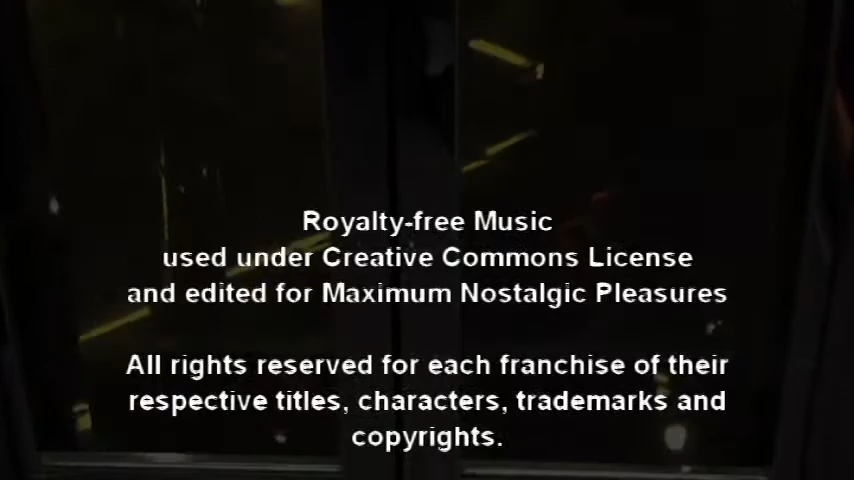 Royalty-free Music
used under Creative Commons License
and edited for Maximum Nostalgic Pleasures
All rights reserved for each franchise of their
respective titles, characters, trademarks and
copyrights.